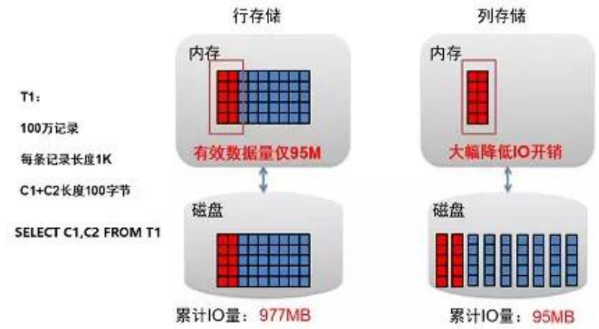 行存储
列存储
内存
内存
T1：
100万记录
每条记录长度1K
C1+C2长度100字节
SELECT C1,C2 FROM T1
有效数据量仅95M
大幅降低IO开销
磁盘
磁盘
累计IO量：977MB
累计IO量：95MB